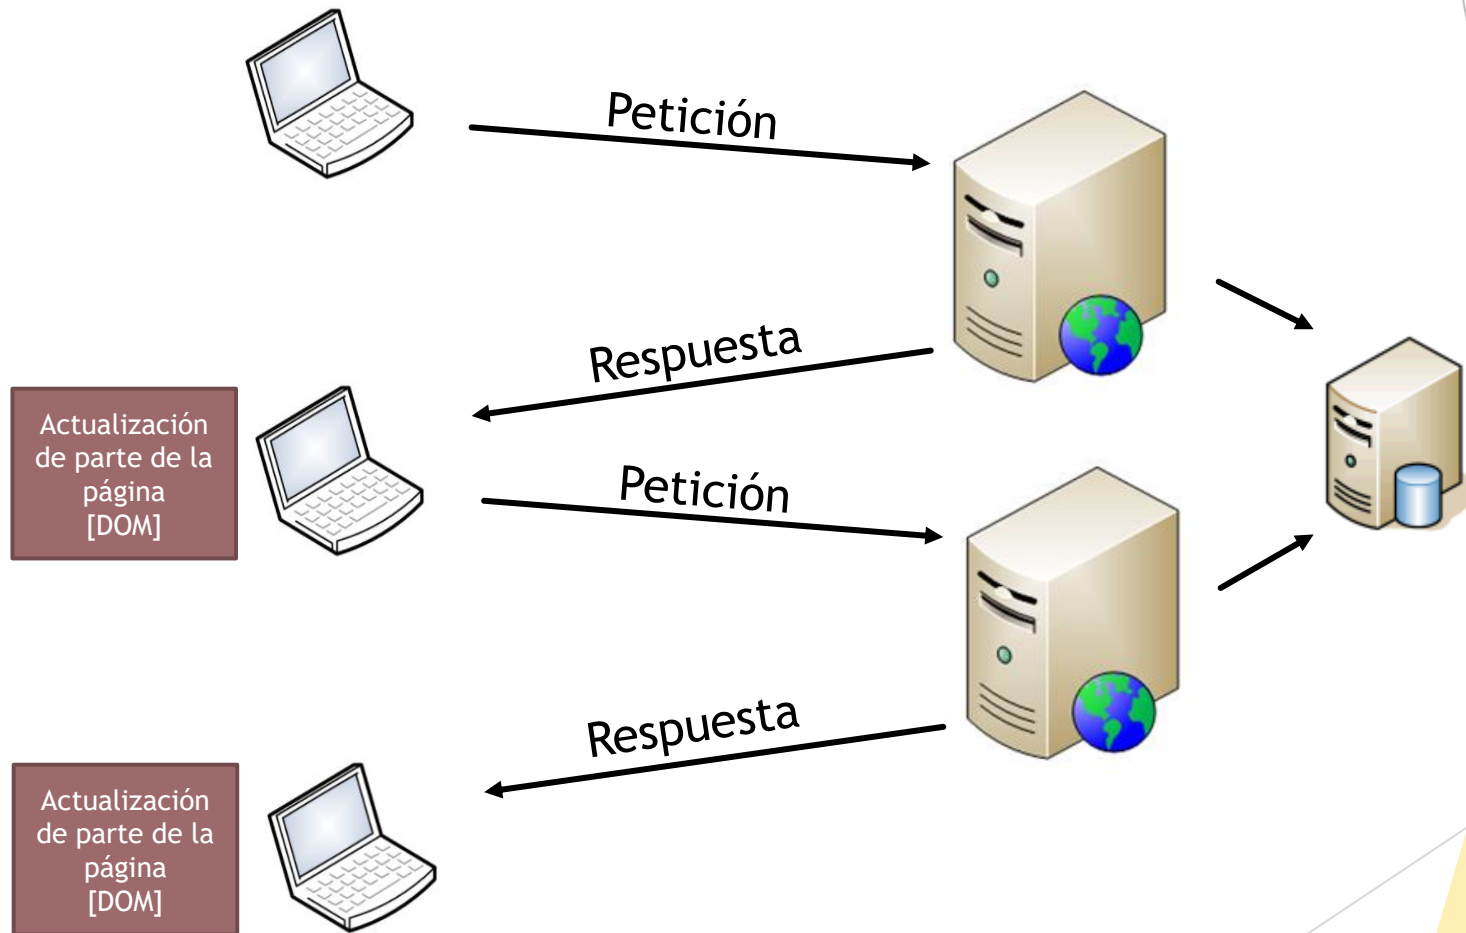 Petición
Respuesta
Actualización
de parte de la
página
[DOM]
Petición
Respuesta
Actualización
de parte de la
página
[DOM]